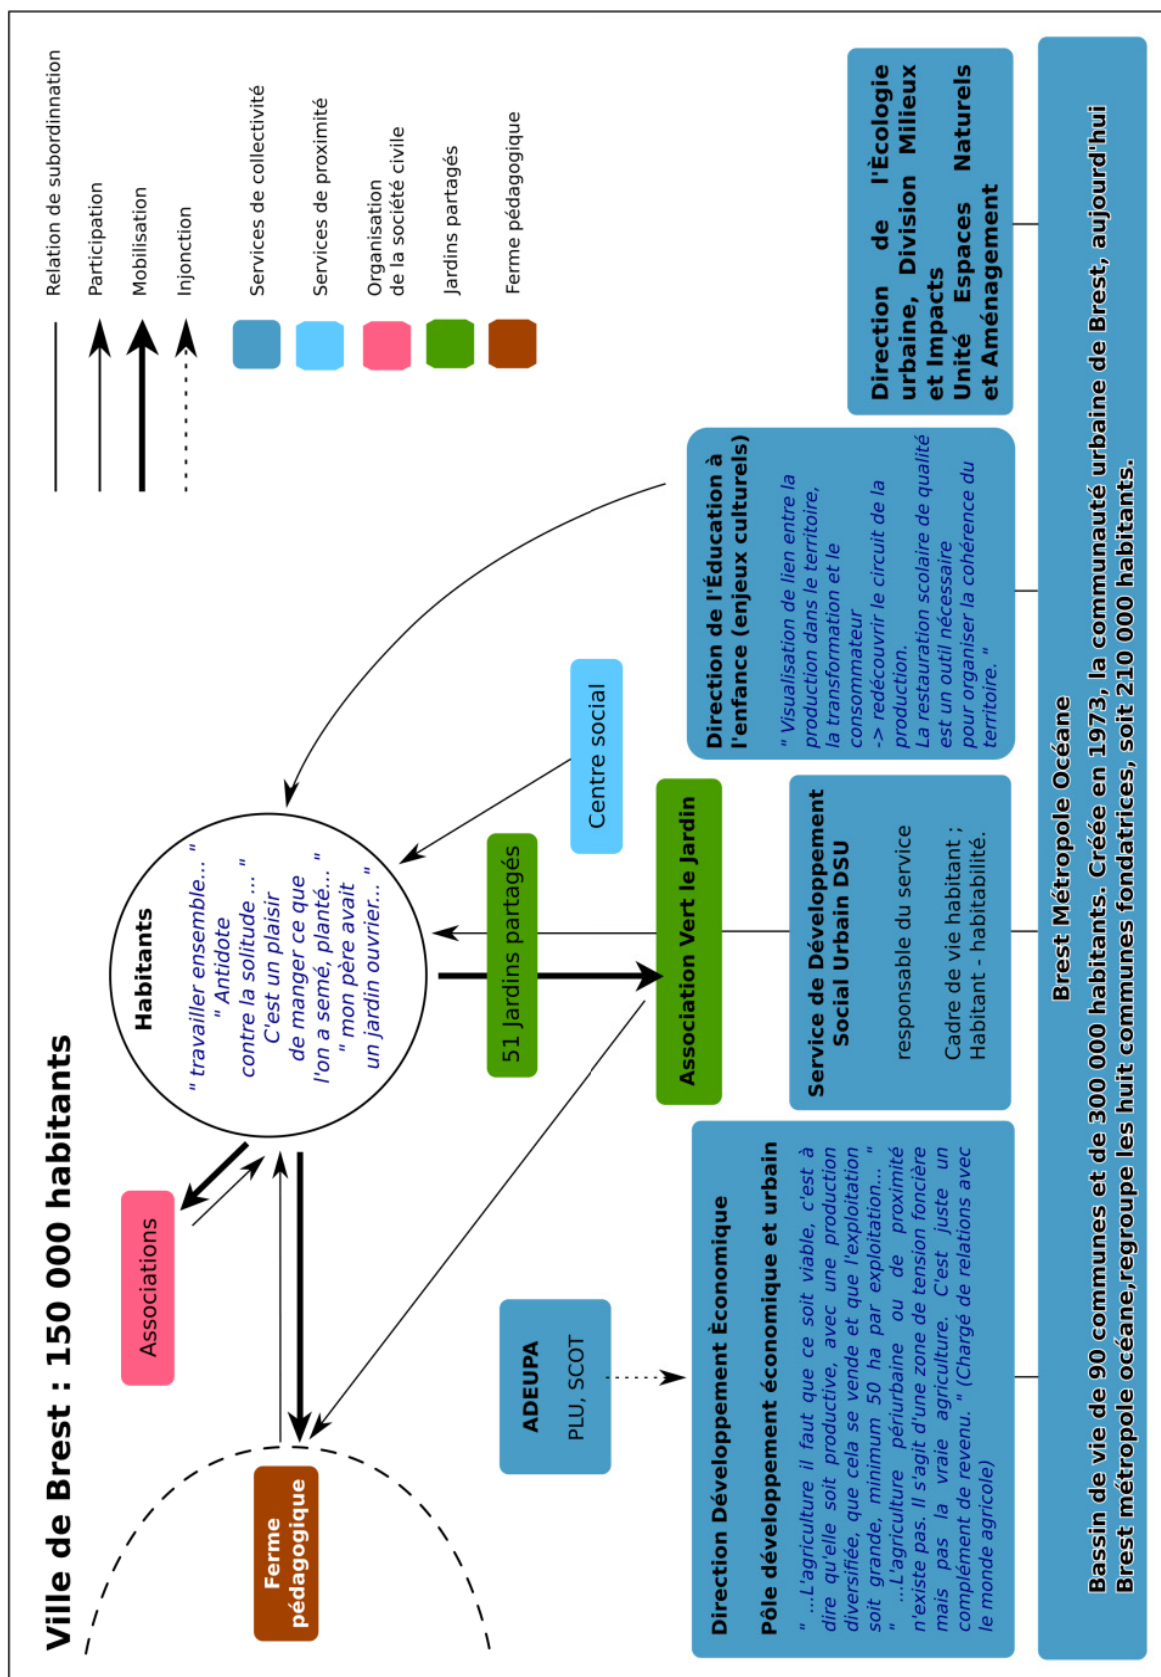 Ville de Brest : 150 000 habitants
Relation de subordinnation
Participation
Mobilisation
Injonction
Services de collectivité
Services de proximité
Organisation
de la société civile
Jardins partagés
Ferme pédagogique
Associations
Habitants
" travailler ensemble... "
" Antidote
contre la solitude ... "
C'est un plaisir
de manger ce que
l'on a semé, planté... "
" mon père avait
un jardin ouvrier... "
Ferme
pédagogique
51 Jardins partagés
Centre social
ADEUPA
PLU, SCOT
Association Vert le Jardin
Direction Développement Èconomique
Pôle développement économique et urbain
" ...L'agriculture il faut que ce soit viable, c'est à
dire qu'elle soit productive, avec une production
diversifiée, que cela se vende et que l'exploitation
soit grande, minimum 50 ha par exploitation... "
" ...L'agriculture périurbaine ou de proximité
n'existe pas. Il s'agit d'une zone de tension foncière
mais pas la vraie agriculture. C'est juste un
complément de revenu. " (Chargé de relations avec
le monde agricole)
Service de Développement
Social Urbain DSU
responsable du service
Cadre de vie habitant ;
Habitant - habilité.
Direction de l'Éducation à
l'enfance (enjeux culturels)
" Visualisation de lien entre la
production dans le territoire,
la transformation et le
consommateur
-> redécouvrir le circuit de la
production.
La restauration scolaire de qualité
est un outil nécessaire
pour organiser la cohérence du
territoire. "
Direction de l'Ècologie
urbaine, Division Milieux
et Impacts
Unité Espaces Naturels
et Aménagement
Brest Métropole Océane
Bassin de vie de 90 communes et de 300 000 habitants. Créée en 1973, la communauté urbaine de Brest, aujourd'hui
Brest métropole océane,regroupe les huit communes fondatrices, soit 210 000 habitants.